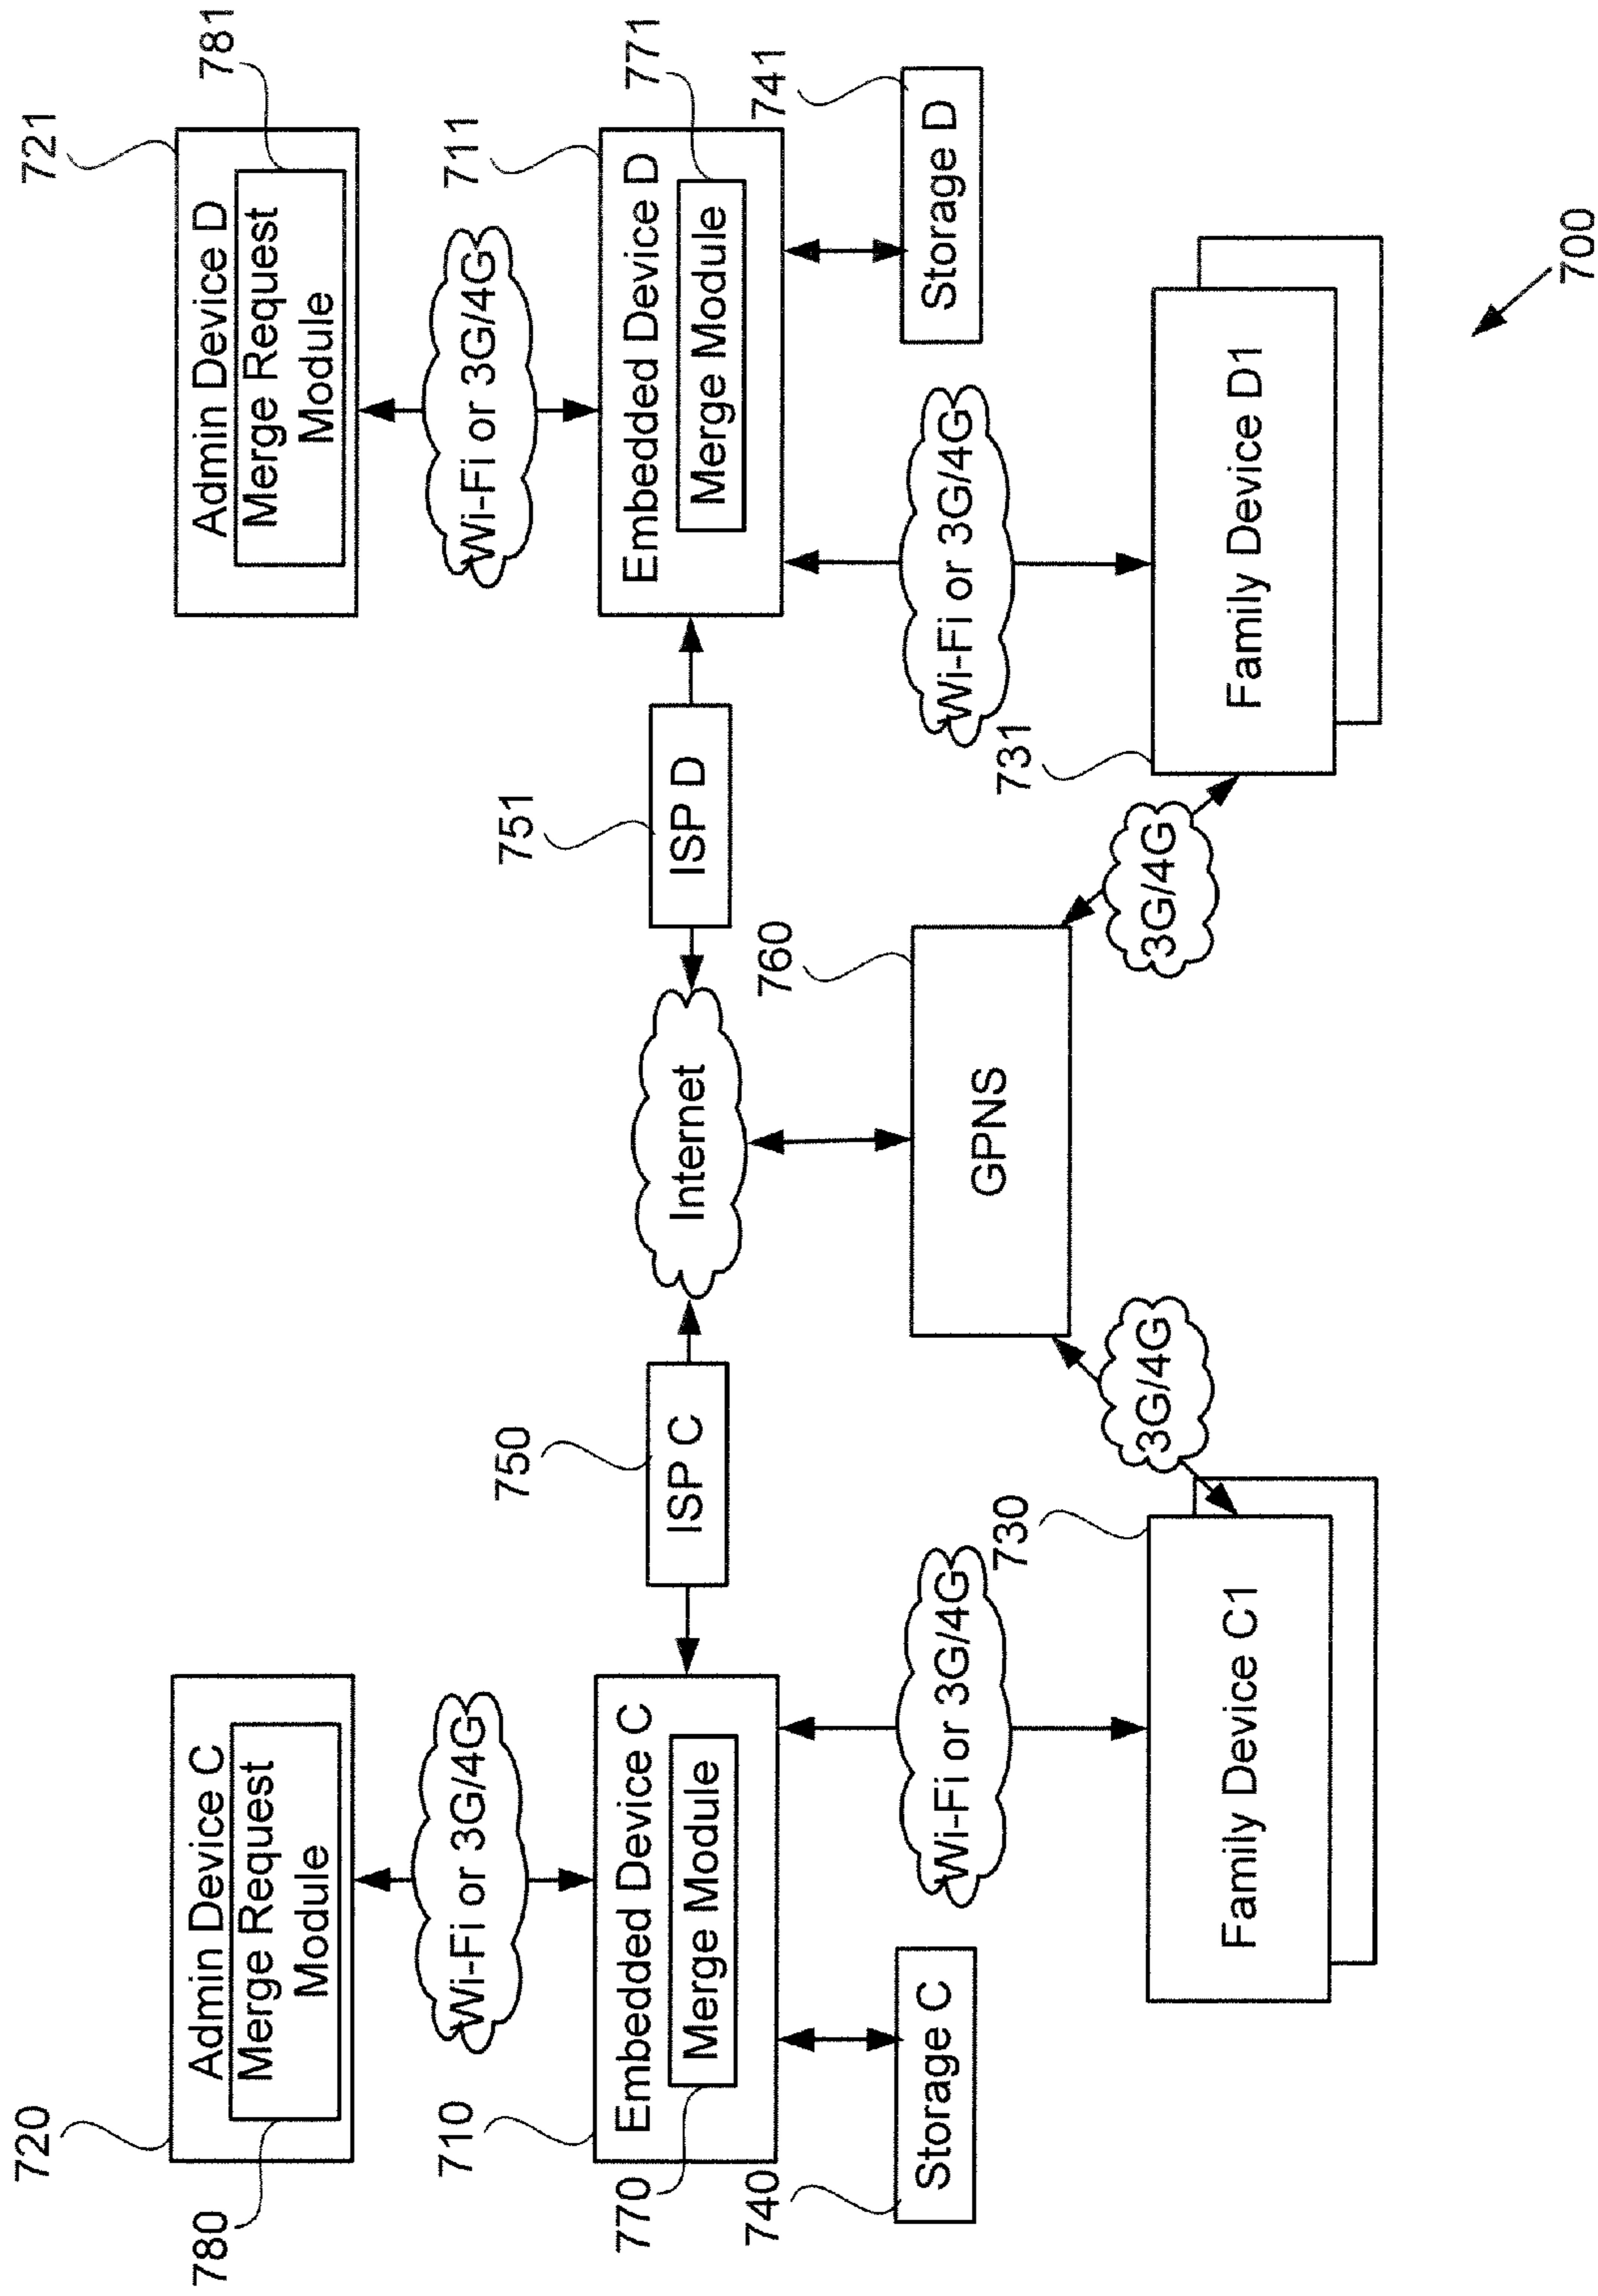 720
Admin Device C
Merge Request
Module
780
Wi-Fi or 3G/4G
710
Embedded Device C
Merge Module
770
740
Storage C
Wi-Fi or 3G/4G
730
Family Device C1
750
ISP C
Internet
751
ISP D
760
GPNS
3G/4G
3G/4G
721
Admin Device D
Merge Request
Module
781
Wi-Fi or 3G/4G
711
Embedded Device D
Merge Module
771
741
Storage D
Wi-Fi or 3G/4G
731
Family Device D1
700